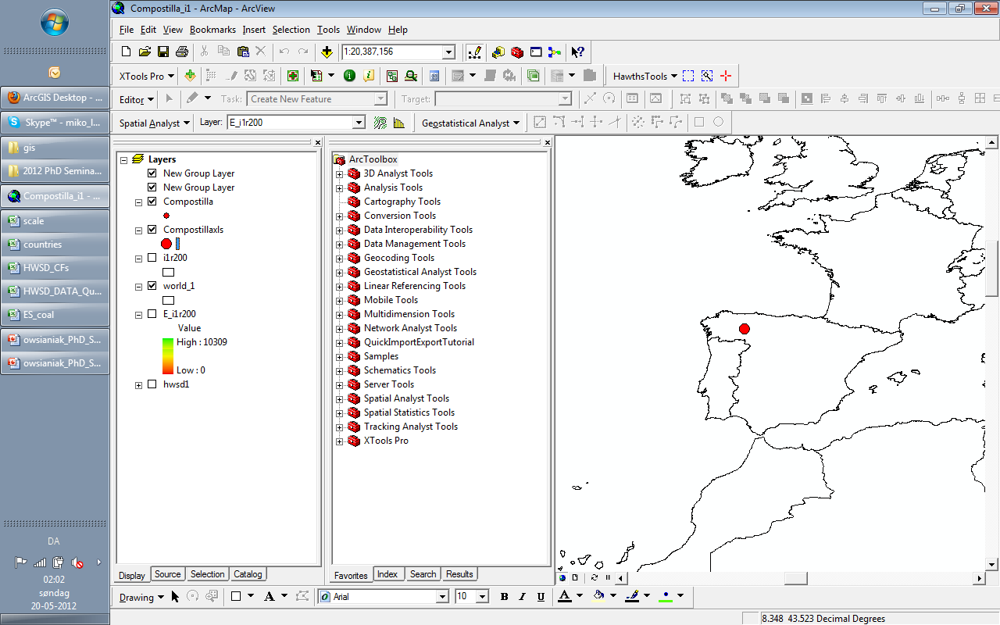 Compostilla_i1 - ArcMap - ArcView
File Edit View Bookmarks Insert Selection Tools Window Help
1:20,387,156
XTools Pro
HawthsTools
Editor Task: Create New Feature Target:
Spatial Analyst Layer: E_i1r200 Geostatistical Analyst
ArcGIS Desktop - ...
Skype™ - miko_l...
gis
2012 PhD Semina...
Compostilla_i1 - ...
scale
countries
HWSD_CFs
HWSD_DATA_Qu...
ES_coal
owsianiak_PhD_S...
owsianiak_PhD_S...
DA
02:02
søndag
20-05-2012
Layers
New Group Layer
New Group Layer
Compostilla
Compostillaxls
i1r200
world_1
E_i1r200
Value
High : 10309
Low : 0
hwsd1
Display Source Selection Catalog
ArcToolbox
3D Analyst Tools
Analysis Tools
Cartography Tools
Conversion Tools
Data Interoperability Tools
Data Management Tools
Geocoding Tools
Geostatistical Analyst Tools
Linear Referencing Tools
Mobile Tools
Multidimension Tools
Network Analyst Tools
QuickImportExportTutorial
Samples
Schematics Tools
Server Tools
Spatial Analyst Tools
Spatial Statistics Tools
Tracking Analyst Tools
XTools Pro
Favorites Index Search Results
Drawing A Arial 10 B I U A
8.348 43.523 Decimal Degrees